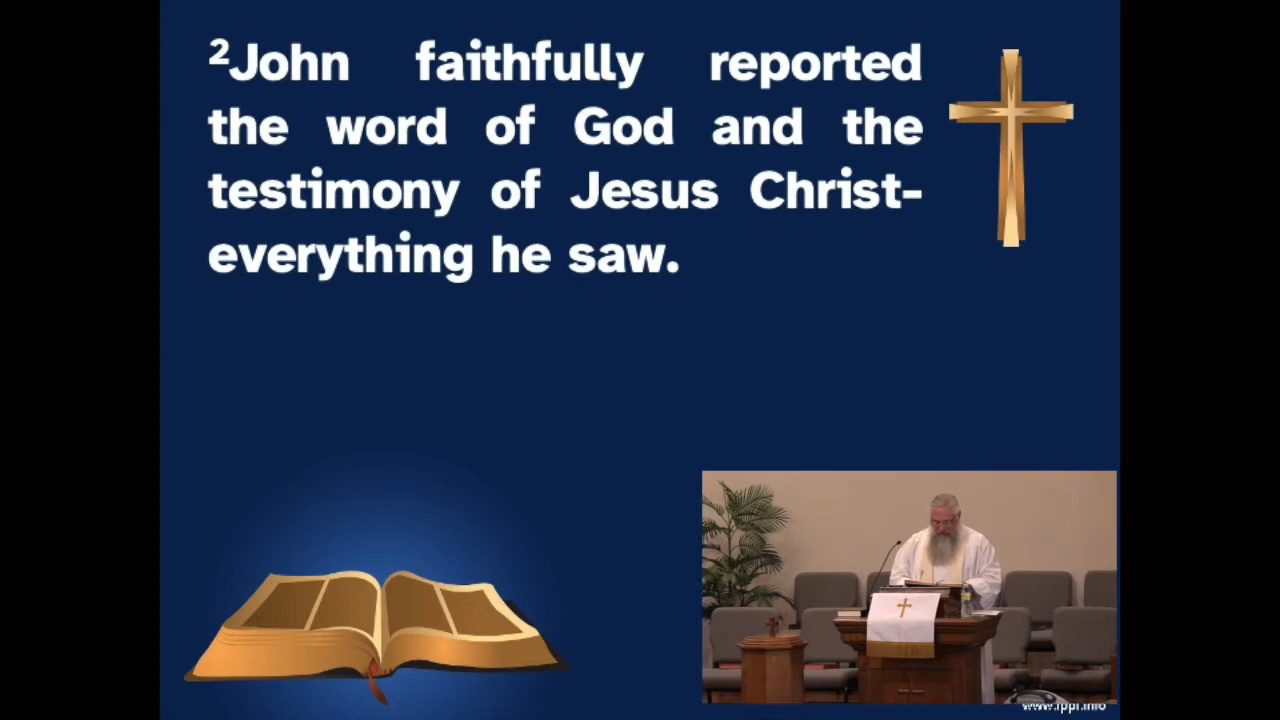 ²John faithfully reported
the word of God and the
testimony of Jesus Christ-
everything he saw.